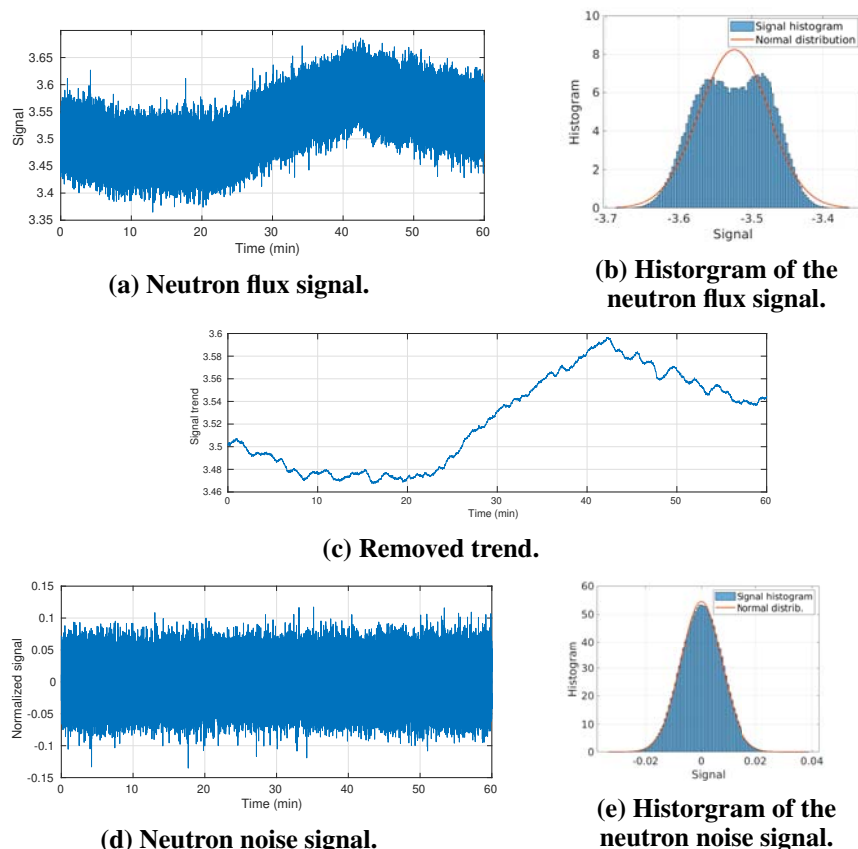 3.65
3.6
3.55
3.5
3.45
3.4
3.35
Signal
0 10 20 30 40 50 60
Time (min)
(a) Neutron flux signal.
10
8
6
4
2
0
Histogram
Signal histogram
Normal distribution
-3.7 -3.6 -3.5 -3.4
Signal
(b) Historgram of the
neutron flux signal.
3.6
3.58
3.56
3.54
3.52
3.5
3.48
3.46
Signal trend
0 10 20 30 40 50 60
Time (min)
(c) Removed trend.
0.15
0.1
0.05
0
-0.05
-0.1
-0.15
Normalized signal
0 10 20 30 40 50 60
Time (min)
(d) Neutron noise signal.
60
50
40
30
20
10
0
Histogram
Signal histogram
Normal distrib.
-0.02 0 0.02 0.04
Signal
(e) Historgram of the
neutron noise signal.